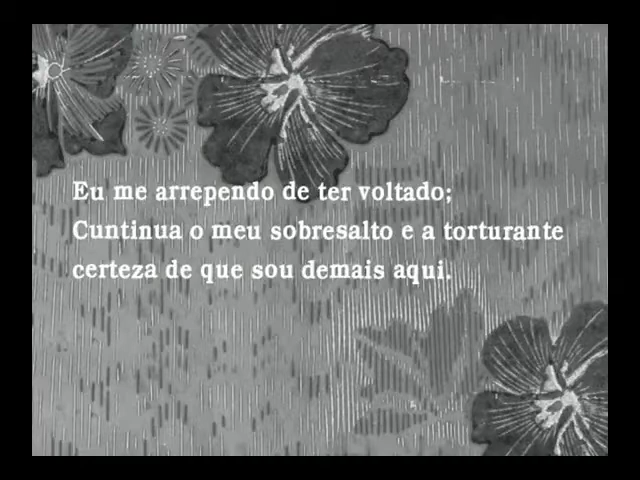 Eu me arrependo de ter voltado;
Cuntinua o meu sobresalto e a torturante
certeza de que sou demais aqui.